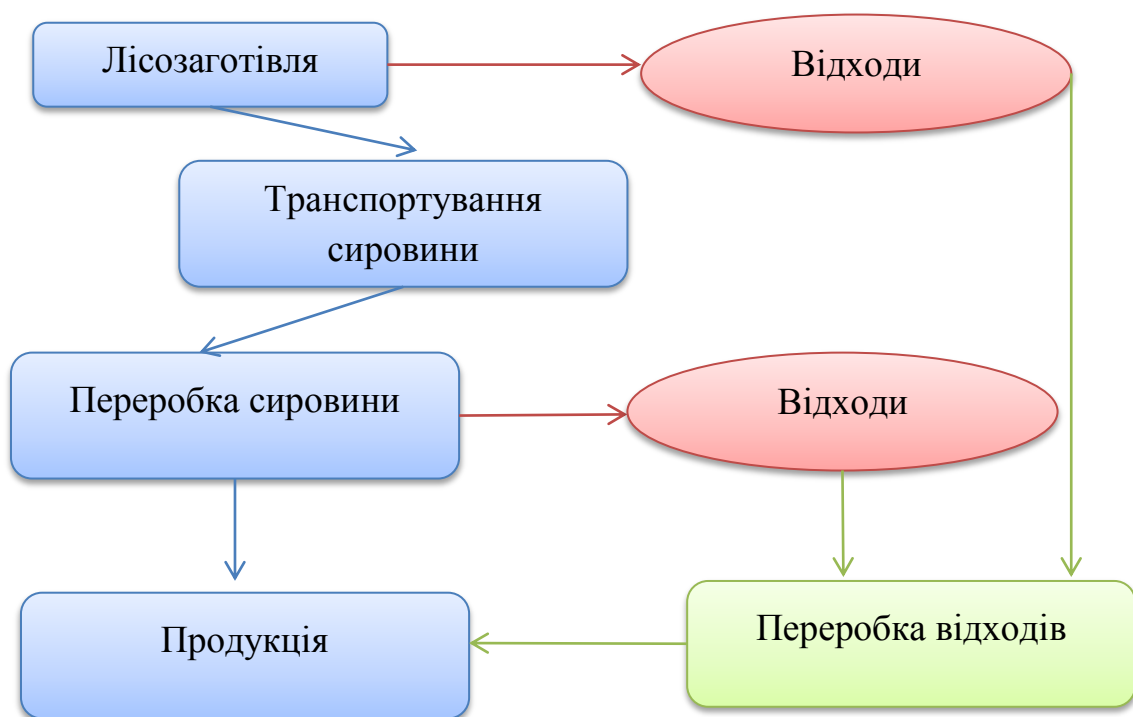 Лісозаготівля
Відходи
Транспортування
сировини
Переробка сировини
Відходи
Продукція
Переробка відходів